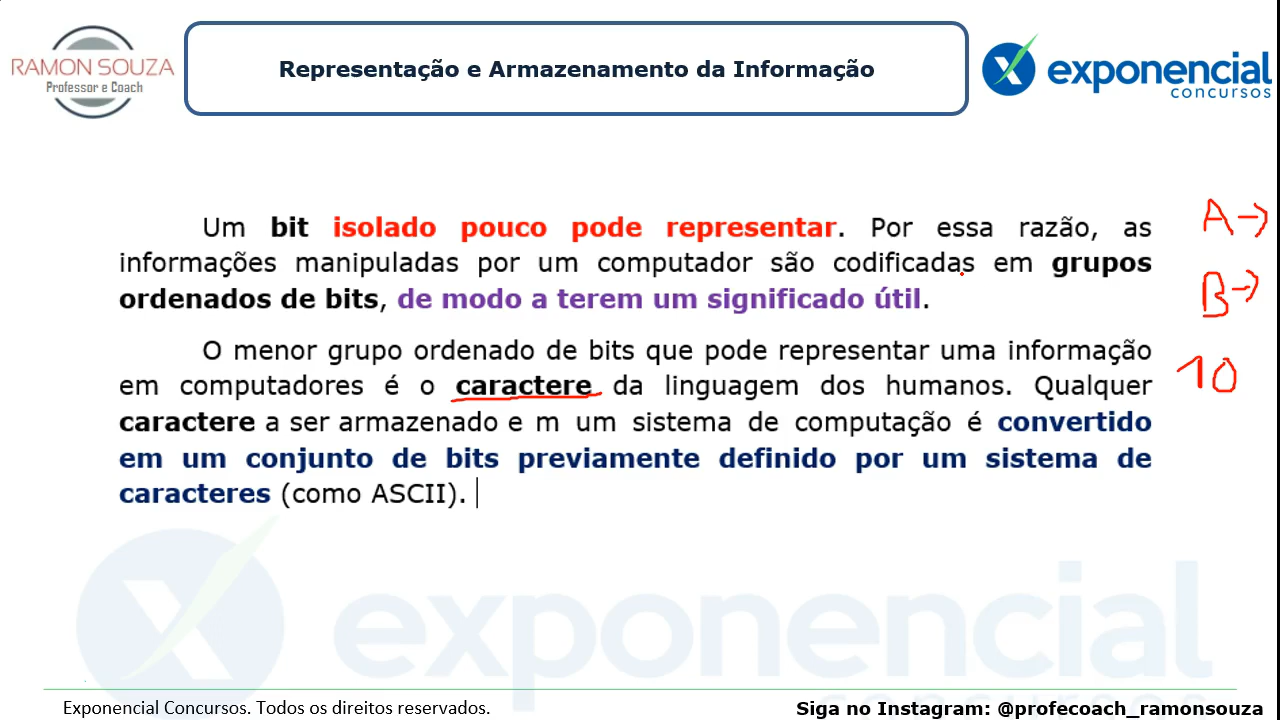 RAMON SOUZA
Professor e Coach
Representação e Armazenamento da Informação
exponencial
concursos
Um bit isolado pouco pode representar. Por essa razão, as
informações manipuladas por um computador são codificadas em grupos
ordenados de bits, de modo a terem um significado útil.
O menor grupo ordenado de bits que pode representar uma informação
em computadores é o caractere da linguagem dos humanos. Qualquer
caractere a ser armazenado e m um sistema de computação é convertido
em um conjunto de bits previamente definido por um sistema de
caracteres (como ASCII).
A →
B →
10
exponencial
concursos
Exponencial Concursos. Todos os direitos reservados.
Siga no Instagram: @profecoach_ramonsouza